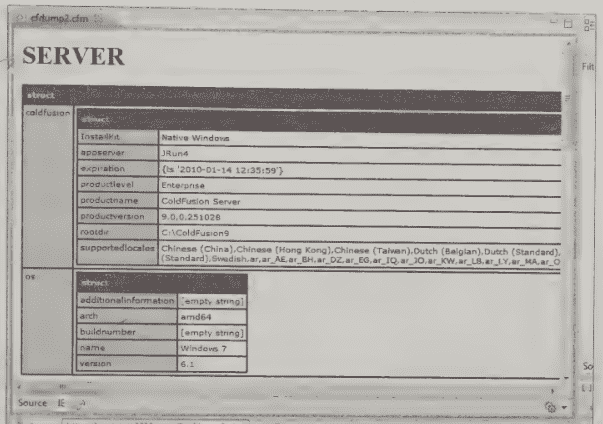 cfdump2.cfm
SERVER
struct
coldfusion
struct
InstallKit Native Windows
appserver JRun4
expiration {ts '2010-01-14 12:35:59'}
productlevel Enterprise
productname ColdFusion Server
productversion 9,0,0,251028
rootdir C:\ColdFusion9
supportedlocales Chinese (China),Chinese (Hong Kong),Chinese (Taiwan),Dutch (Belgian),Dutch (Standard),
(Standard),Swedish,ar,ar_AE,ar_BH,ar_DZ,ar_EG,ar_IQ,ar_JO,ar_KW,ar_LB,ar_LY,ar_MA,ar_O
os
struct
additionalinformation [empty string]
arch amd64
buildnumber [empty string]
name Windows 7
version 6.1
Source IE
Filt
So